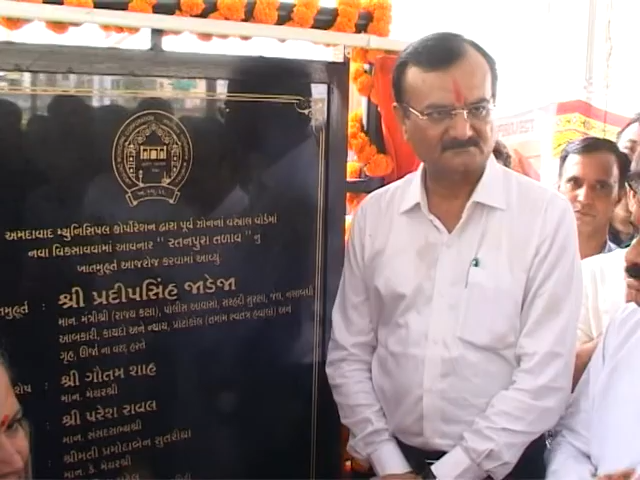 અમદાવાદ મ્યુનિસિપલ કોર્પોરેશન દ્વારા પૂર્વ ઝોનનાં વસ્ત્રાલ વોર્ડમાં
નવા વિકસાવવામાં આવનાર " રતનપુરા તળાવ " નું
ખાતમુહૂર્ત આજરોજ કરવામાં આવ્યું
શ્રી પ્રદીપસિંહ જાડેજા
માન. મંત્રીશ્રી (રાજ્ય કક્ષા), પોલીસ આવાસો, સરહદી સુરક્ષા, જેલ, નશાબંધી
આબકારી, કાયદો અને ન્યાય, પ્રોટોકોલ (તમામ સ્વતંત્ર હવાલો) અને
ગૃહ, ઊર્જા ના વરદ્ હસ્તે
શ્રી ગૌતમ શાહ
માન. મેયરશ્રી
શ્રી પરેશ રાવલ
માન. સંસદસભ્યશ્રી
શ્રીમતી પ્રમોદાબેન સુતરીયા
માન. ડે. મેયરશ્રી